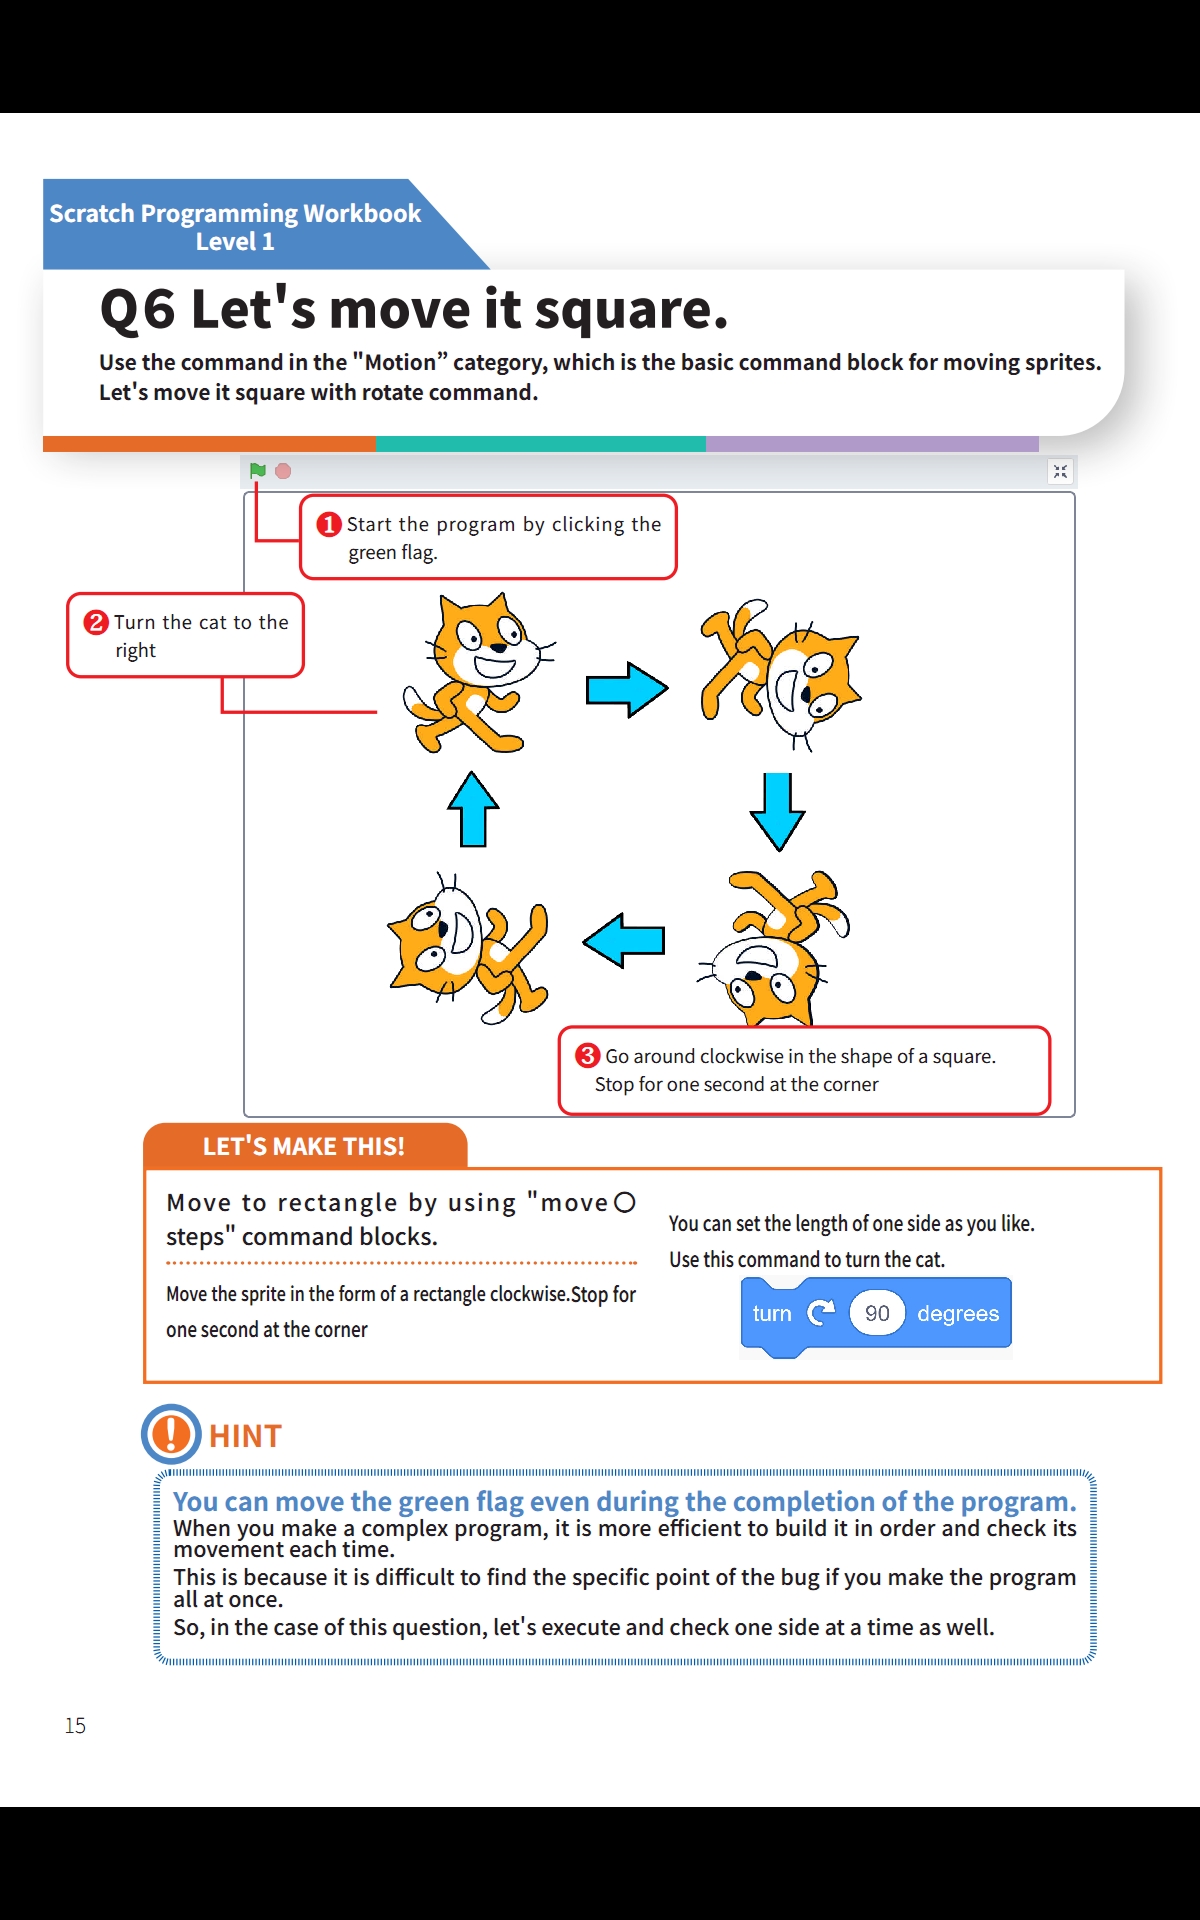 Scratch Programming Workbook
Level 1
Q6 Let's move it square.
Use the command in the "Motion” category, which is the basic command block for moving sprites.
Let's move it square with rotate command.
1 Start the program by clicking the
green flag.
2 Turn the cat to the
right
3 Go around clockwise in the shape of a square.
Stop for one second at the corner
LET'S MAKE THIS!
Move to rectangle by using "move○
steps" command blocks.
Move the sprite in the form of a rectangle clockwise.Stop for
one second at the corner
You can set the length of one side as you like.
Use this command to turn the cat.
turn 90 degrees
HINT
You can move the green flag even during the completion of the program.
When you make a complex program, it is more efficient to build it in order and check its
movement each time.
This is because it is difficult to find the specific point of the bug if you make the program
all at once.
So, in the case of this question, let's execute and check one side at a time as well.
15